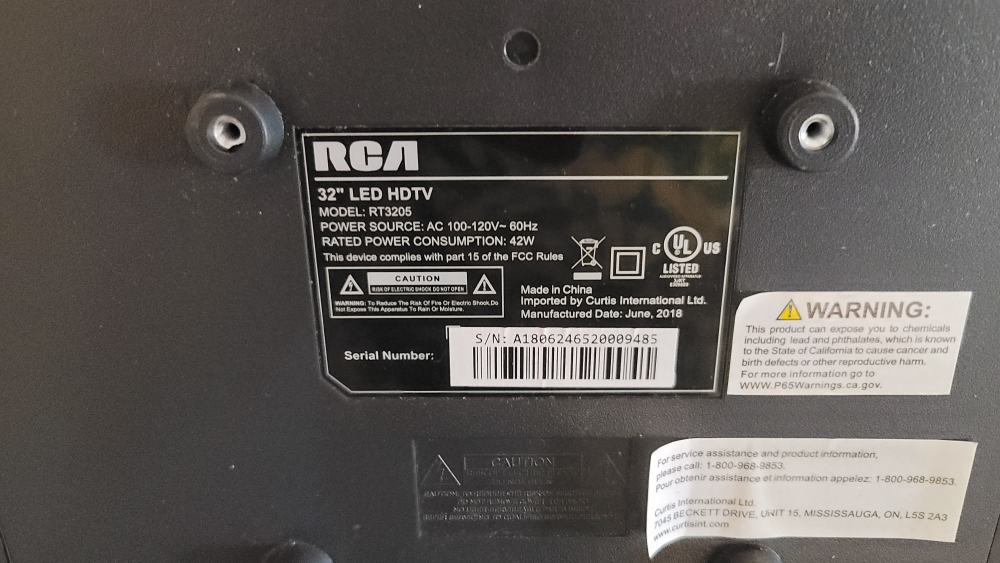 RCA
32" LED HDTV
MODEL: RT3205
POWER SOURCE: AC 100-120V~ 60Hz
RATED POWER CONSUMPTION: 42W
This device complies with part 15 of the FCC Rules
C UL US
LISTED
CAUTION
RISK OF ELECTRIC SHOCK DO NOT OPEN
WARNING: To Reduce The Risk Of Fire Or Electric Shock,Do
Not Expose This Apparatus To Rain Or Moisture.
Made in China
Imported by Curtis International Ltd.
Manufactured Date: June, 2018
Serial Number:
S/N: A1806246520009485
WARNING:
This product can expose you to chemicals
including lead and phthalates, which is known
to the State of California to cause cancer and
birth defects or other reproductive harm.
For more information go to
WWW.P65Warnings.ca.gov.
CAUTION
For service assistance and product information,
please call: 1-800-968-9853.
Pour obtenir assistance et information appelez: 1-800-968-9853.
Curtis International Ltd.
7045 BECKETT DRIVE, UNIT 15, MISSISSAUGA, ON, L5S 2A3
www.curtisint.com